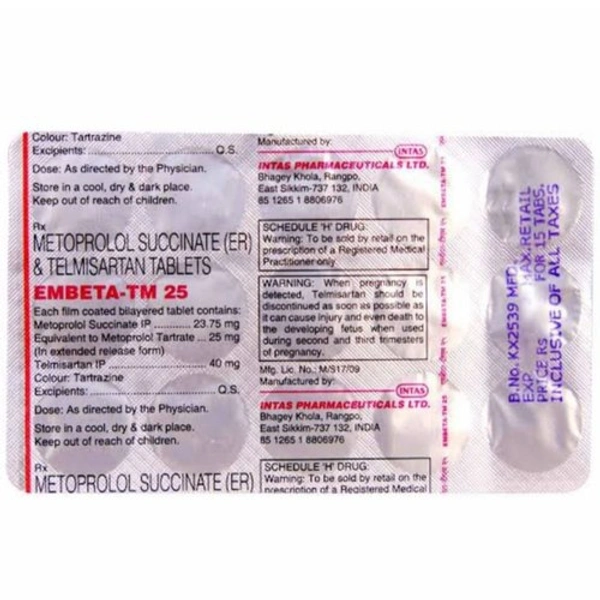 Colour: Tartrazine
Excipients: ........................ Q.S.
Dose: As directed by the Physician.
Store in a cool, dry & dark place.
Keep out of reach of children.
Rx
METOPROLOL SUCCINATE (ER)
& TELMISARTAN TABLETS
EMBETA-TM 25
Each film coated bilayered tablet contains:
Metoprolol Succinate IP .......... 23.75 mg
Equivalent to Metoprolol Tartrate ... 25 mg
(In extended release form)
Telmisartan IP .......................... 40 mg
Colour: Tartrazine
Excipients: ........................ Q.S.
Dose: As directed by the Physician.
Store in a cool, dry & dark place.
Keep out of reach of children.
Rx
METOPROLOL SUCCINATE (ER)
Manufactured by:
INTAS
INTAS PHARMACEUTICALS LTD.
Bhagey Khola, Rangpo,
East Sikkim-737 132, INDIA
85 1265 1 8806976
SCHEDULE 'H' DRUG:
Warning: To be sold by retail on the
prescription of a Registered Medical
Practitioner only
WARNING: When pregnancy is
detected, Telmisartan should be
discontinued as soon as possible as
it can cause injury and even death to
the developing fetus when used
during second and third trimesters
of pregnancy.
Mfg. Lic. No.: M/517/09
Manufactured by:
INTAS
INTAS PHARMACEUTICALS LTD.
Bhagey Khola, Rangpo,
East Sikkim-737 132, INDIA
85 1265 1 8806976
SCHEDULE 'H' DRUG:
Warning: To be sold by retail on the
prescription of a Registered Medical
EMBETA-TM 25
B.No. KX2539 MFD.
EXP. MAX.RETAIL
PRICE RS FOR 15 TABS.
INCLUSIVE OF ALL TAXES